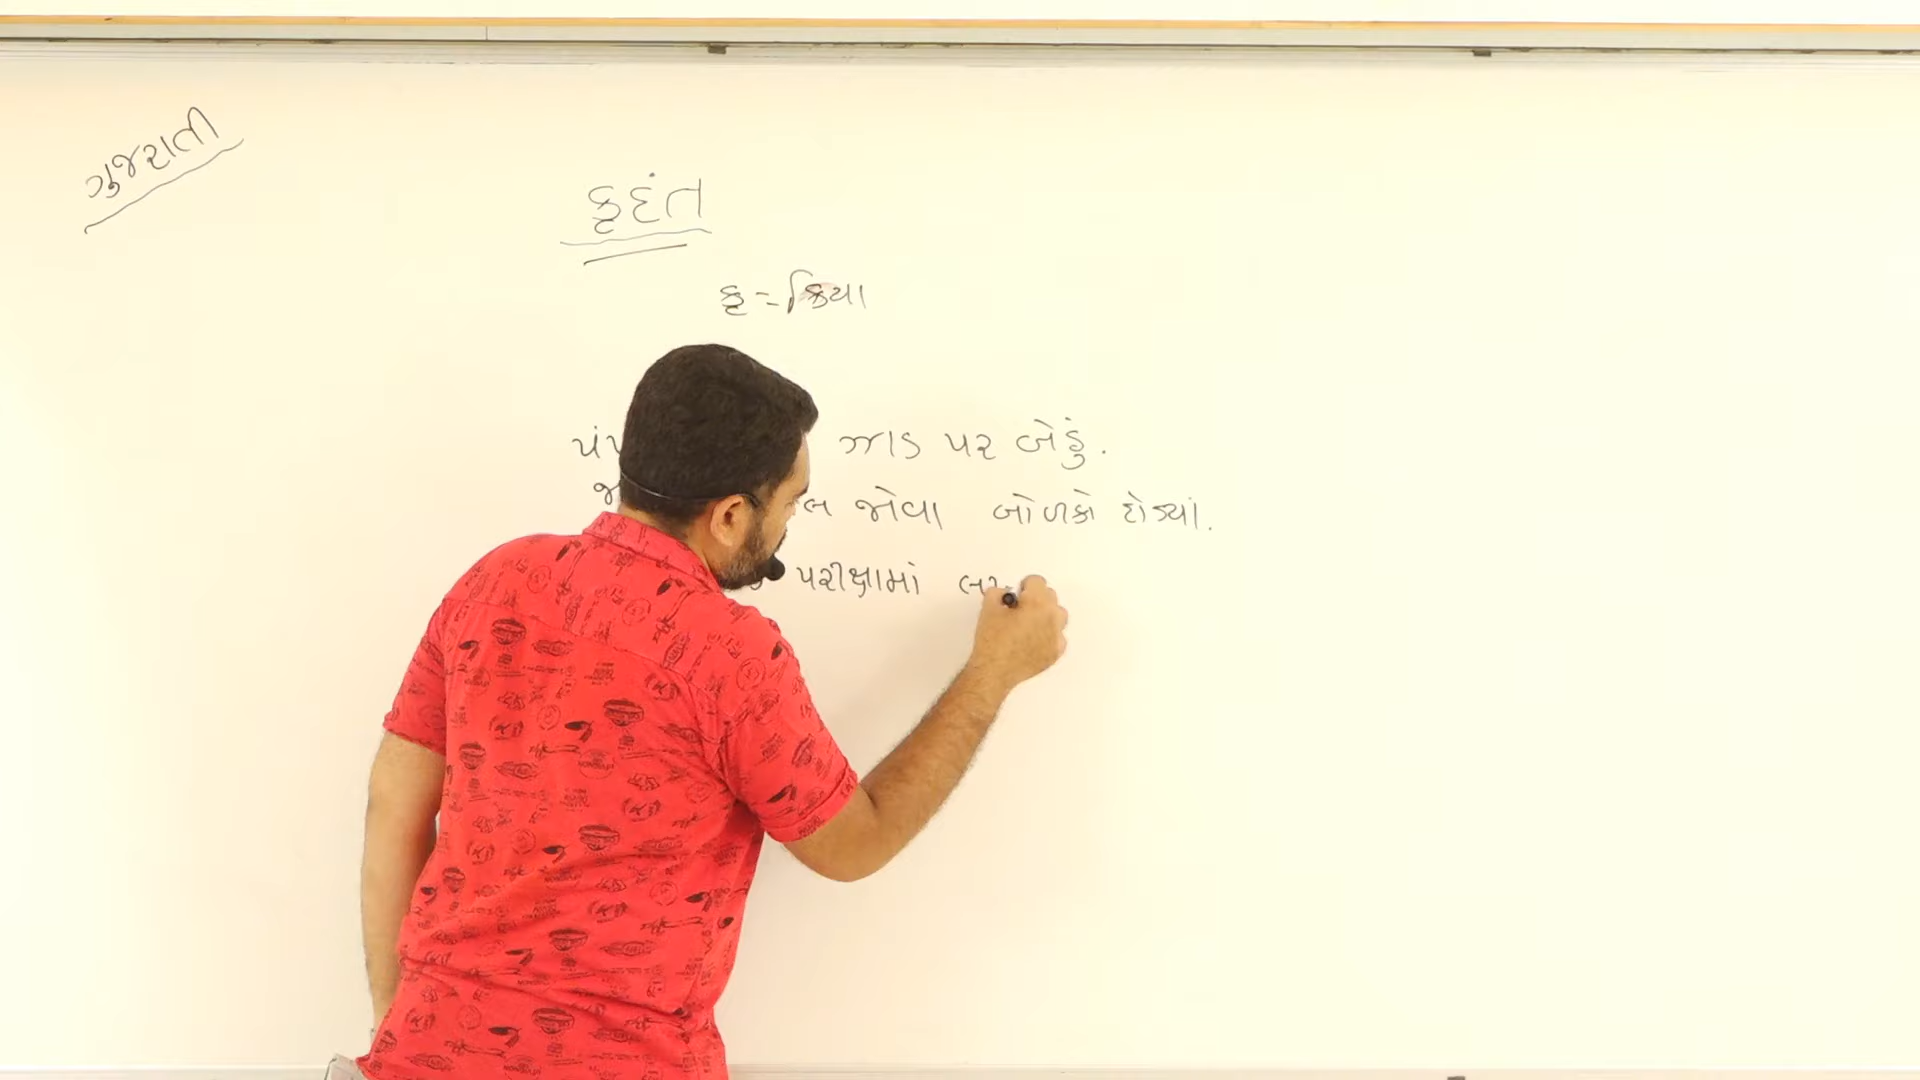 ગુજરાતી
કૃદંત
કૃ = ક્રિયા
ઝાડ પર બેઠું.
જોવા બોળકો દોડ્યાં.
પરીક્ષામાં